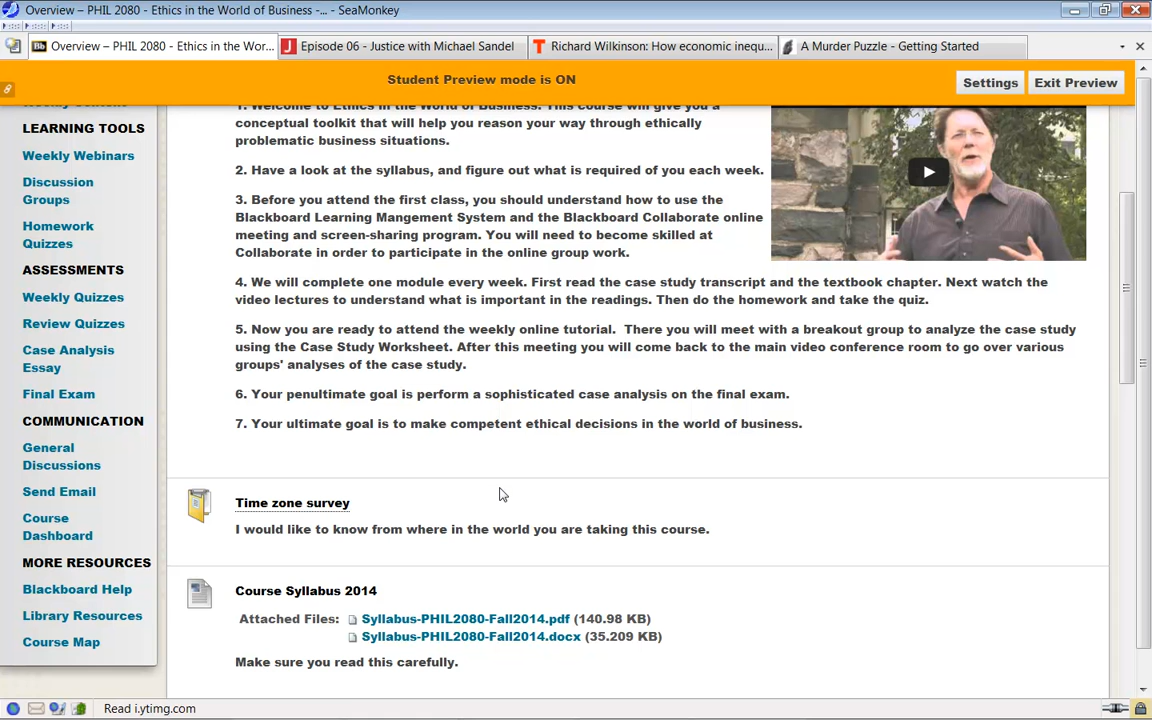 Overview – PHIL 2080 - Ethics in the World of Business -... - SeaMonkey
Overview – PHIL 2080 - Ethics in the Wor...
Episode 06 - Justice with Michael Sandel
Richard Wilkinson: How economic inequ...
A Murder Puzzle - Getting Started
Student Preview mode is ON
Settings
Exit Preview
LEARNING TOOLS
Weekly Webinars
Discussion
Groups
Homework
Quizzes
ASSESSMENTS
Weekly Quizzes
Review Quizzes
Case Analysis
Essay
Final Exam
COMMUNICATION
General
Discussions
Send Email
Course
Dashboard
MORE RESOURCES
Blackboard Help
Library Resources
Course Map
1. Welcome to Ethics in the World of Business. This course will give you a
conceptual toolkit that will help you reason your way through ethically
problematic business situations.
2. Have a look at the syllabus, and figure out what is required of you each week.
3. Before you attend the first class, you should understand how to use the
Blackboard Learning Mangement System and the Blackboard Collaborate online
meeting and screen-sharing program. You will need to become skilled at
Collaborate in order to participate in the online group work.
4. We will complete one module every week. First read the case study transcript and the textbook chapter. Next watch the
video lectures to understand what is important in the readings. Then do the homework and take the quiz.
5. Now you are ready to attend the weekly online tutorial. There you will meet with a breakout group to analyze the case study
using the Case Study Worksheet. After this meeting you will come back to the main video conference room to go over various
groups' analyses of the case study.
6. Your penultimate goal is perform a sophisticated case analysis on the final exam.
7. Your ultimate goal is to make competent ethical decisions in the world of business.
Time zone survey
I would like to know from where in the world you are taking this course.
Course Syllabus 2014
Attached Files: Syllabus-PHIL2080-Fall2014.pdf (140.98 KB)
Syllabus-PHIL2080-Fall2014.docx (35.209 KB)
Make sure you read this carefully.
Read i.ytimg.com